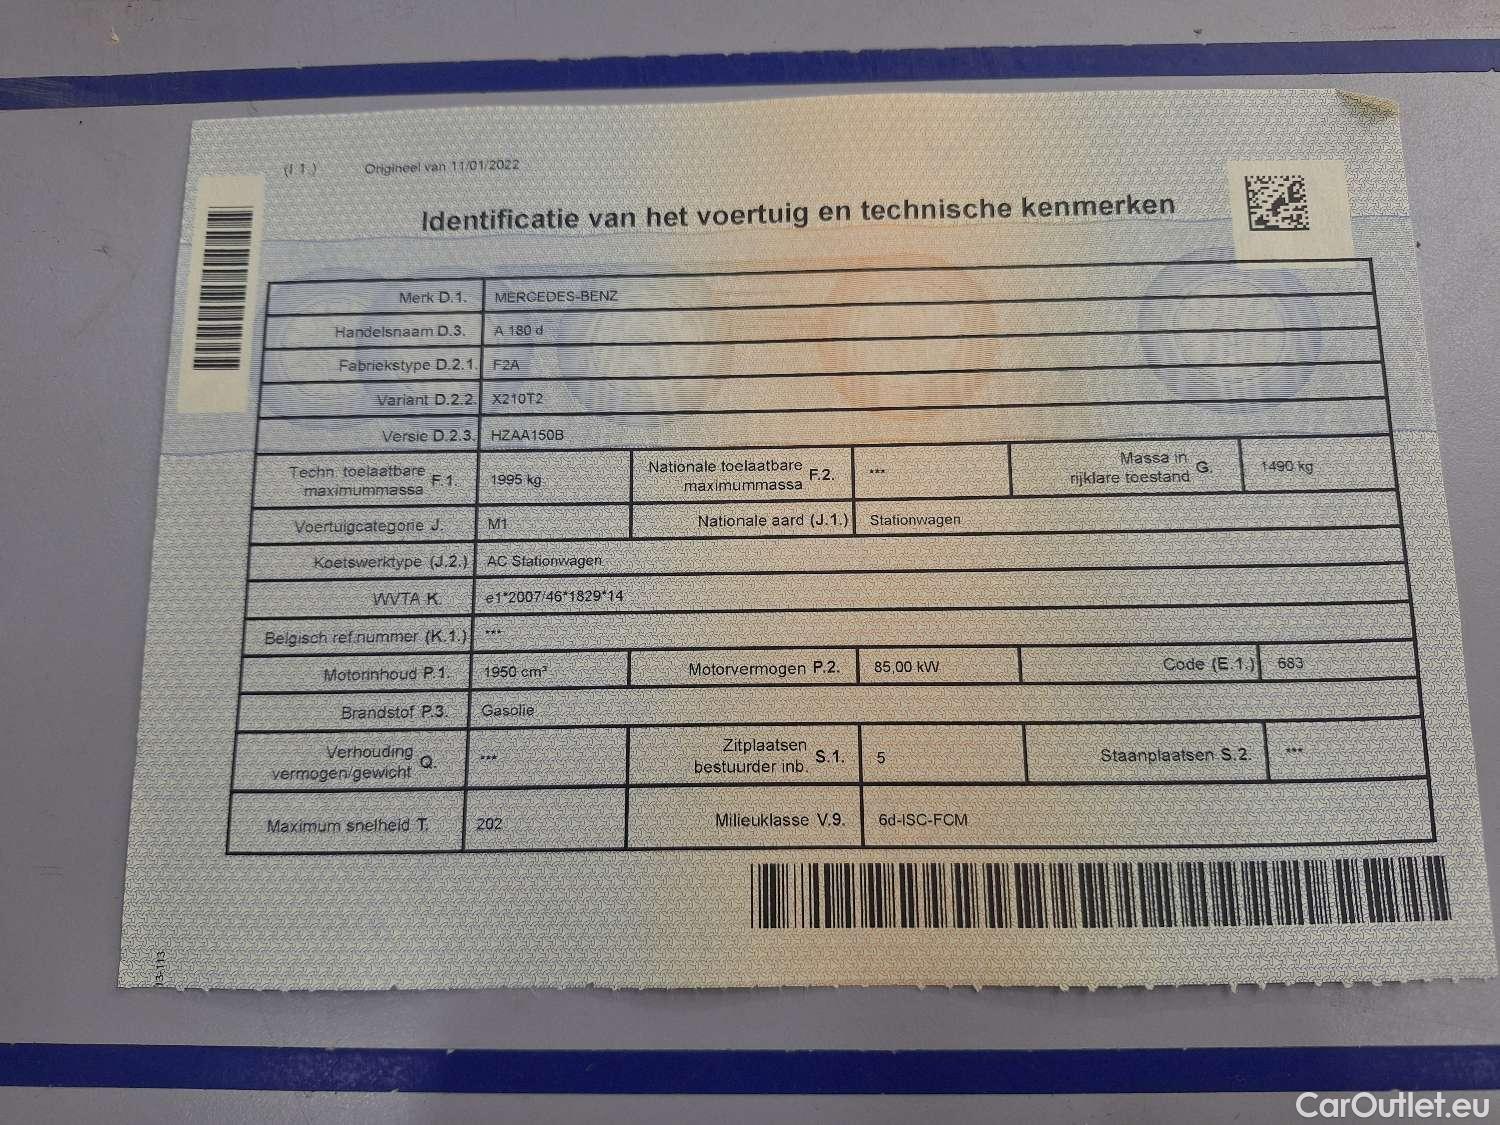 (I 1.) Origineel van 11/01/2022
Identificatie van het voertuig en technische kenmerken
Merk D.1. MERCEDES-BENZ
Handelsnaam D.3. A 180 d
Fabriekstype D.2.1. F2A
Variant D.2.2. X210T2
Versie D.2.3. HZAA150B
Techn. toelaatbare maximummassa F.1. 1995 kg Nationale toelaatbare maximummassa F.2. *** Massa in rijklare toestand G. 1490 kg
Voertuigcategorie J. M1 Nationale aard (J.1.) Stationwagen
Koetswerktype (J.2.) AC Stationwagen
WVTA K. e1*2007/46*1829*14
Belgisch ref.nummer (K.1.) ***
Motorinhoud P.1. 1950 cm³ Motorvermogen P.2. 85,00 kW Code (E.1.) 683
Brandstof P.3. Gasolie
Verhouding vermogen/gewicht Q. *** Zitplaatsen bestuurder inb. S.1. 5 Staanplaatsen S.2. ***
Maximum snelheid T. 202 Milieuklasse V.9. 6d-ISC-FCM
13-113
CarOutlet.eu